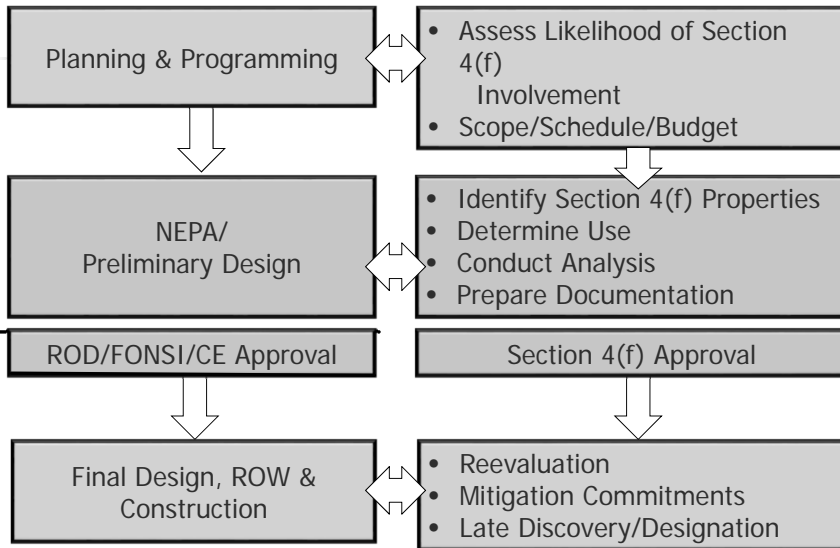 Planning & Programming
• Assess Likelihood of Section
4(f)
Involvement
• Scope/Schedule/Budget
NEPA/
Preliminary Design
• Identify Section 4(f) Properties
• Determine Use
• Conduct Analysis
• Prepare Documentation
ROD/FONSI/CE Approval
Section 4(f) Approval
Final Design, ROW &
Construction
• Reevaluation
• Mitigation Commitments
• Late Discovery/Designation